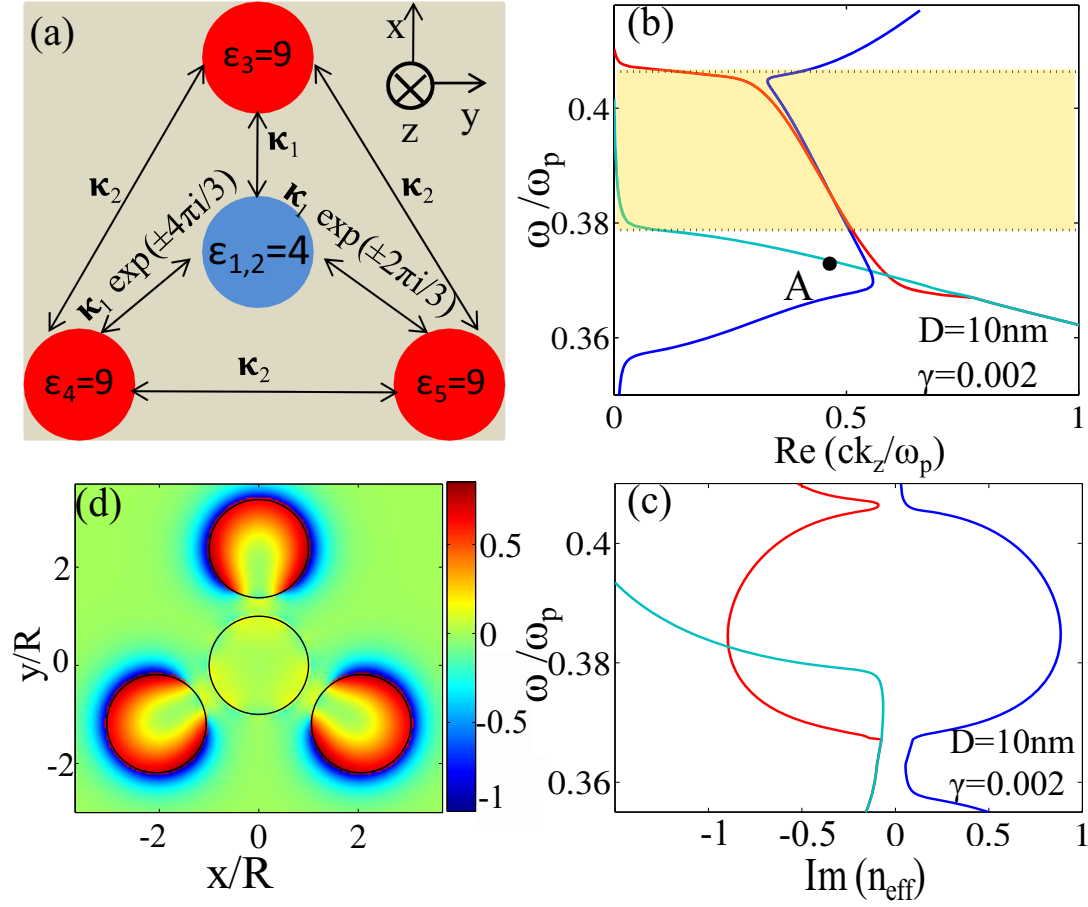 (a)
x
y
z
ε₃=9
κ₁
κ₂
κ₂
κ₁ exp(±4πi/3)
κ₁ exp(±2πi/3)
ε₁,₂=4
κ₂
ε₄=9
ε₅=9
(b)
ω/ωₚ
0.4
0.38
0.36
A
D=10nm
γ=0.002
0
0.5
1
Re (ck_z/ωₚ)
(d)
y/R
2
0
-2
-2
0
2
x/R
0.5
0
-0.5
-1
(c)
ω/ωₚ
0.4
0.38
0.36
D=10nm
γ=0.002
-1
-0.5
0
0.5
1
Im (n_eff)